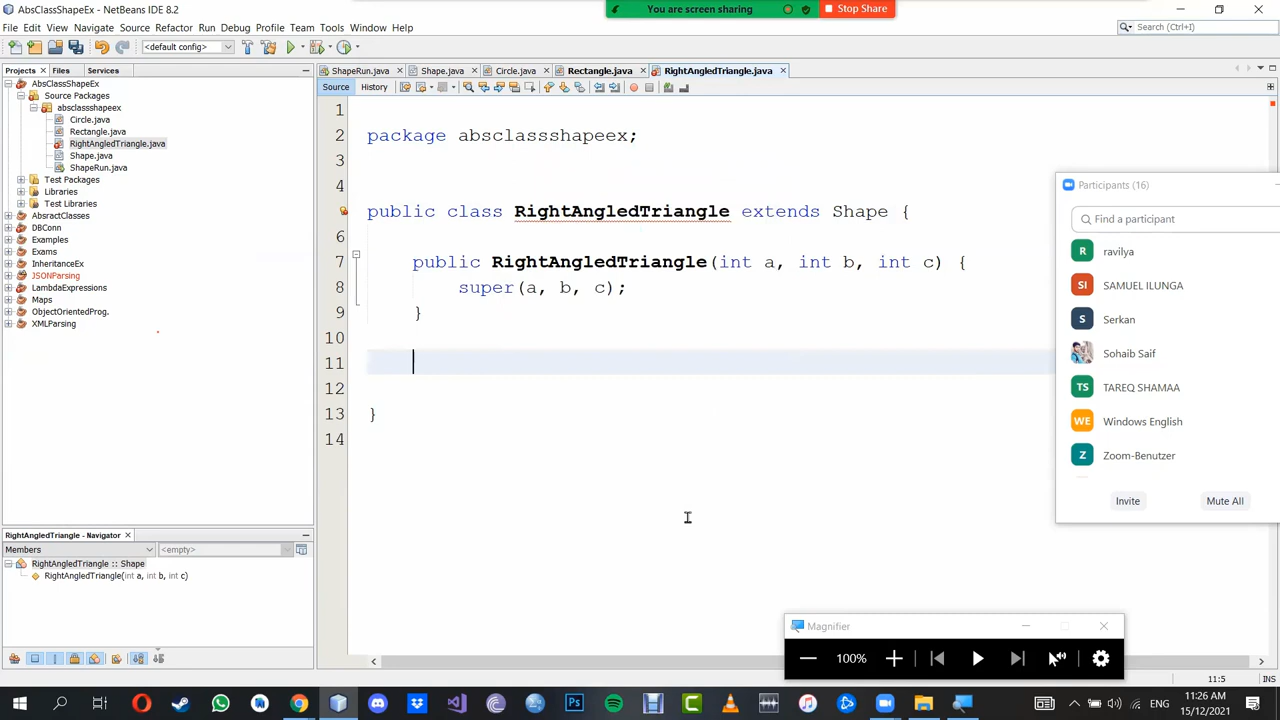 AbsClassShapeEx - NetBeans IDE 8.2
You are screen sharing
Stop Share
File Edit View Navigate Source Refactor Run Debug Profile Team Tools Window Help
Search (Ctrl+I)
<default config>
Projects
Files
Services
ShapeRun.java
Shape.java
Circle.java
Rectangle.java
RightAngledTriangle.java
Source
History
AbsClassShapeEx
Source Packages
absclassshapeex
Circle.java
Rectangle.java
RightAngledTriangle.java
Shape.java
ShapeRun.java
Test Packages
Libraries
Test Libraries
AbstractClasses
DBConn
Examples
Exams
InheritanceEx
JSONParsing
LambdaExpressions
Maps
ObjectOrientedProg.
XMLParsing
1
2 package absclassshapeex;
3
4
public class RightAngledTriangle extends Shape {
6
7 public RightAngledTriangle(int a, int b, int c) {
8 super(a, b, c);
9 }
10
11
12
13 }
14
Participants (16)
Find a participant
R ravilya
SI SAMUEL ILUNGA
S Serkan
Sohaib Saif
TS TAREQ SHAMAA
WE Windows English
Z Zoom-Benutzer
Invite
Mute All
RightAngledTriangle - Navigator
Members
<empty>
RightAngledTriangle :: Shape
RightAngledTriangle(int a, int b, int c)
Magnifier
100%
11:5
INS
ENG
11:26 AM
15/12/2021